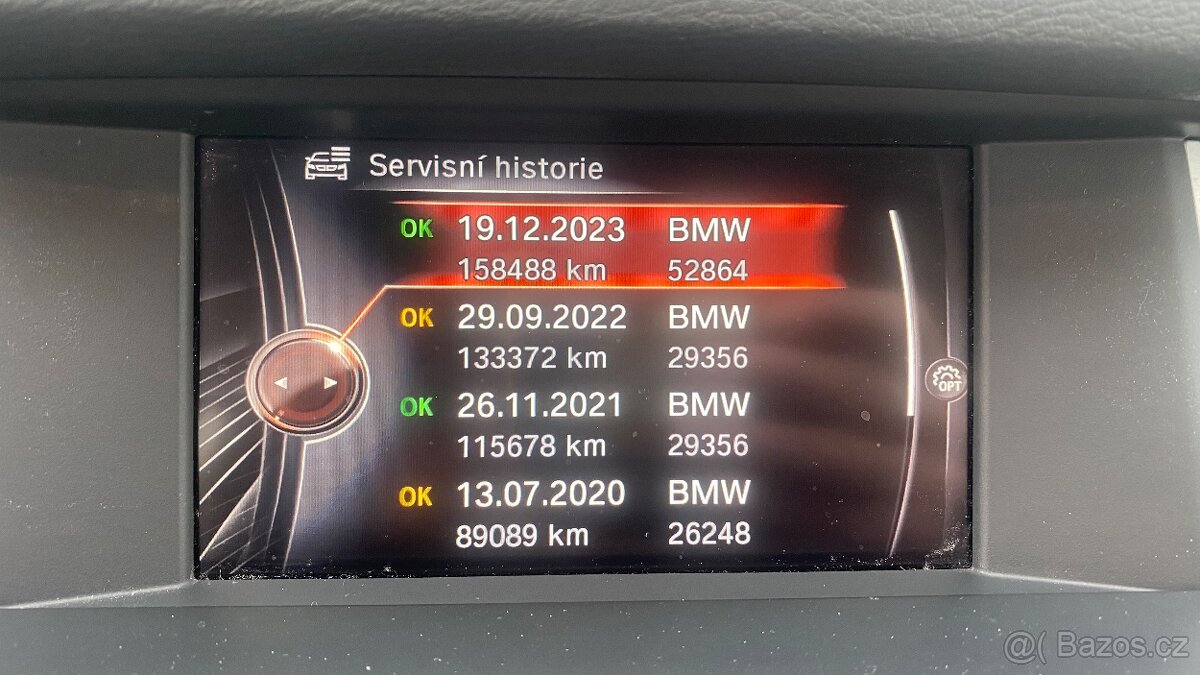 Servisní historie
OK 19.12.2023 BMW
158488 km 52864
OK 29.09.2022 BMW
133372 km 29356
OPT
OK 26.11.2021 BMW
115678 km 29356
OK 13.07.2020 BMW
89089 km 26248
@( Bazos.cz